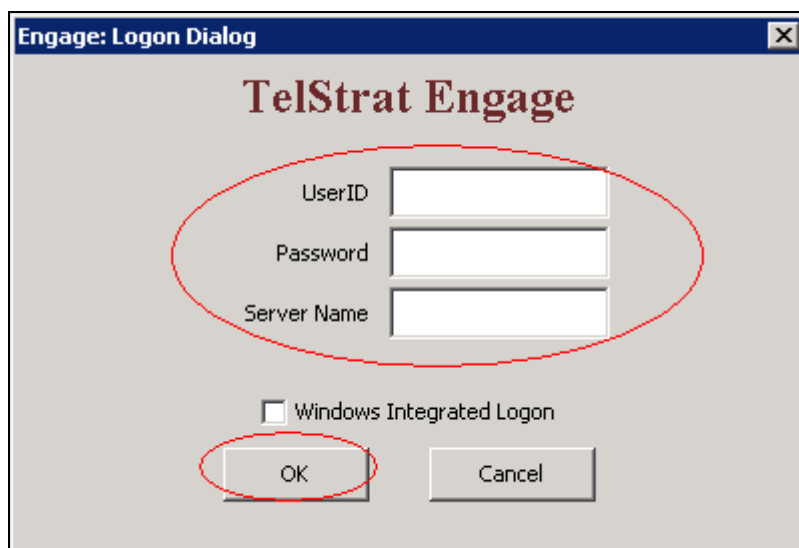 Engage: Logon Dialog
TelStrat Engage
UserID
Password
Server Name
Windows Integrated Logon
OK Cancel